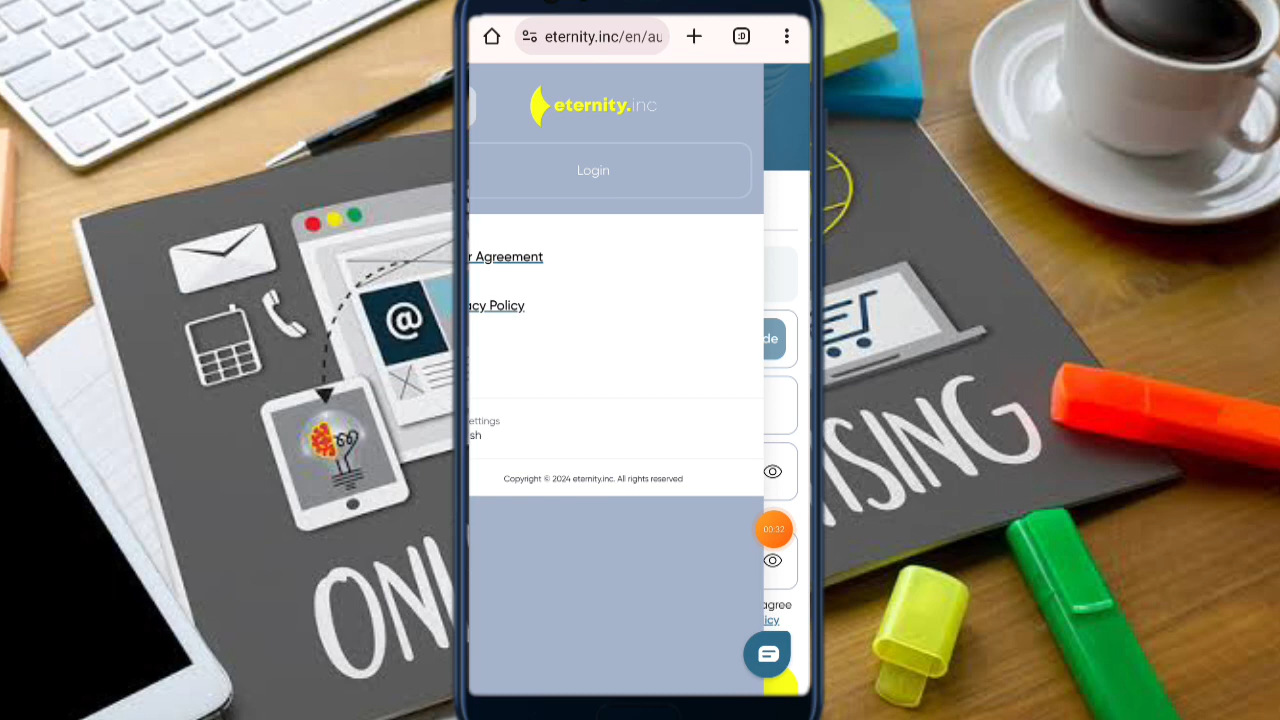 eternity.inc/en/au
eternity.inc
Login
r Agreement
acy Policy
ettings
sh
Copyright © 2024 eternity.inc. All rights reserved
de
00:32
agree
icy
@
ONL
ISING